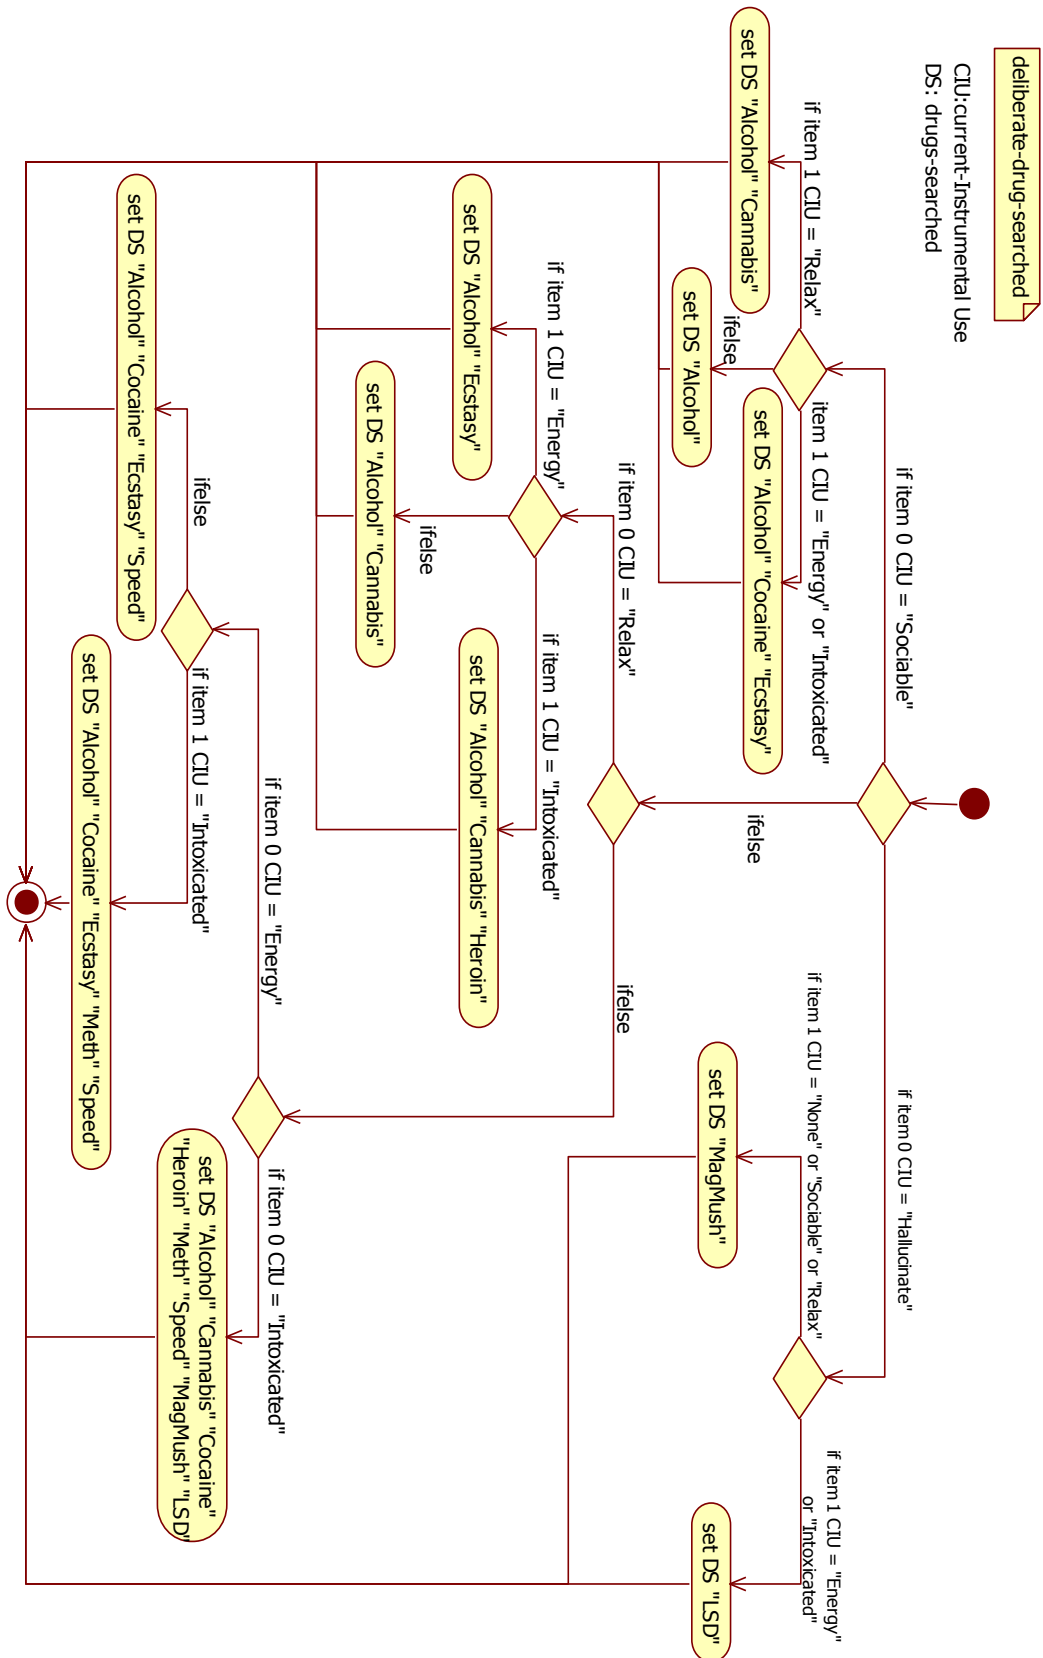 deliberate-drug-searched
CIU:current-Instrumental Use
DS: drugs-searched
if item 0 CIU = "Sociable"
if item0 CIU = "Hallucinate"
ifelse
if item 1 CIU = "Relax"
item 1 CIU = "Energy" or "Intoxicated"
ifelse
set DS "Alcohol" "Cannabis"
set DS "Alcohol"
set DS "Alcohol" "Cocaine" "Ecstasy"
if item 1 CIU = "None" or "Sociable" or "Relax"
if item 1 CIU = "Energy"
or "Intoxicated"
set DS "MagMush"
set DS "LSD"
if item 0 CIU = "Relax"
ifelse
if item 1 CIU = "Energy"
ifelse
if item 1 CIU = "Intoxicated"
set DS "Alcohol" "Ecstasy"
set DS "Alcohol" "Cannabis"
set DS "Alcohol" "Cannabis" "Heroin"
if item 0 CIU = "Energy"
if item 0 CIU = "Intoxicated"
ifelse
if item 1 CIU = "Intoxicated"
set DS "Alcohol" "Cannabis" "Cocaine"
"Heroin" "Meth" "Speed" "MagMush" "LSD"
set DS "Alcohol" "Cocaine" "Ecstasy" "Speed"
set DS "Alcohol" "Cocaine" "Ecstasy" "Meth" "Speed"